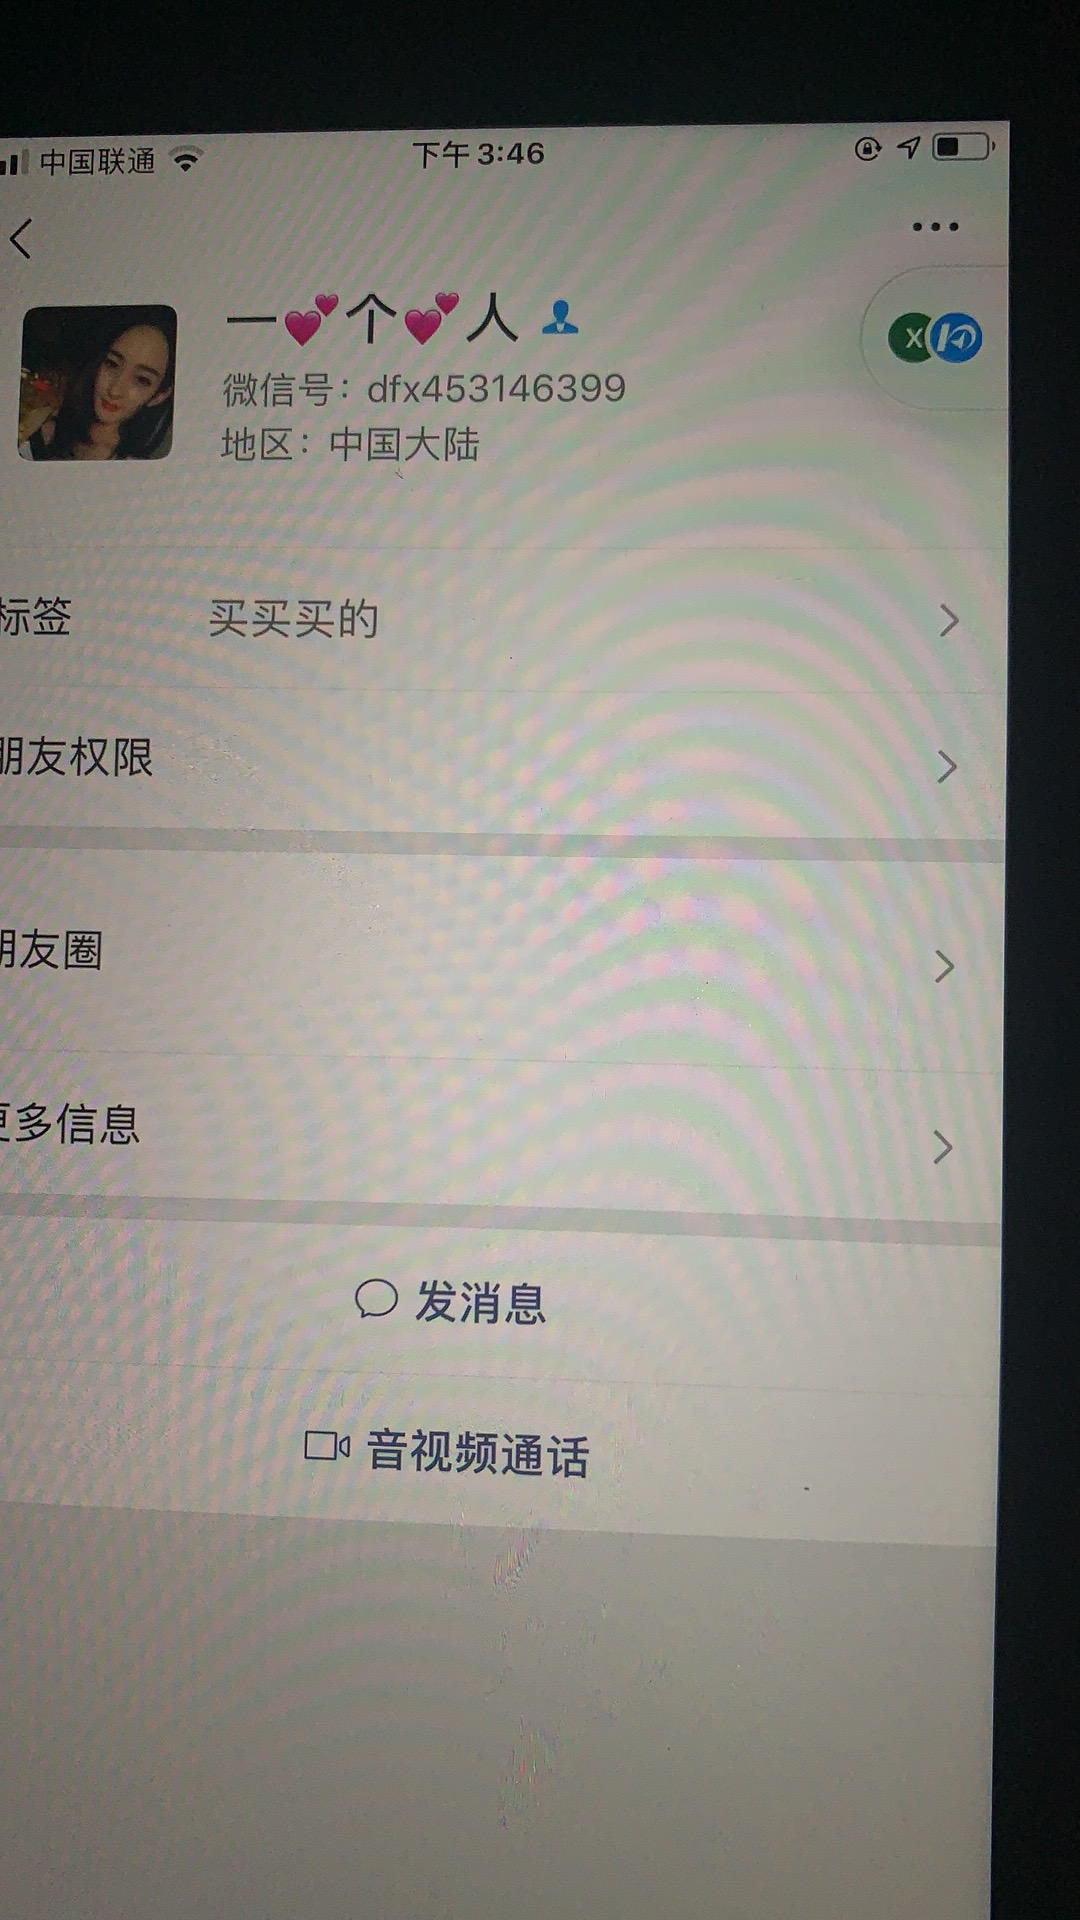 中国联通 下午3:46
一💕个💕人
微信号：dfx453146399
地区：中国大陆
标签 买买买的
朋友权限
朋友圈
更多信息
发消息
音视频通话